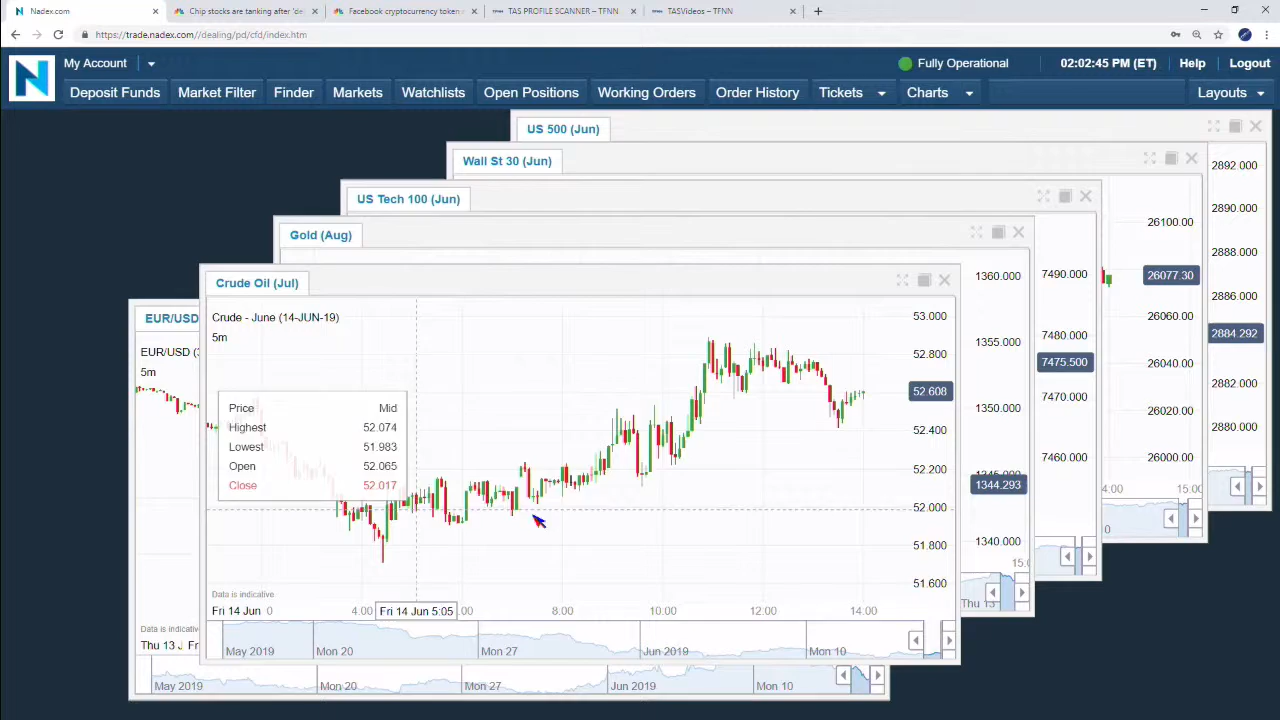 Nadex.com
Chip stocks are tanking after 'de
Facebook cryptocurrency token
TAS PROFILE SCANNER – TFNN
TASVideos – TFNN
https://trade.nadex.com//dealing/pd/cfd/index.htm
N
My Account
Fully Operational
02:02:45 PM (ET)
Help
Logout
Deposit Funds
Market Filter
Finder
Markets
Watchlists
Open Positions
Working Orders
Order History
Tickets
Charts
Layouts
US 500 (Jun)
2892.000
2890.000
2888.000
2886.000
2884.292
2882.000
2880.000
Wall St 30 (Jun)
26100.00
26077.30
26060.00
26040.00
26020.00
26000.00
4:00
15:00
US Tech 100 (Jun)
7490.000
7480.000
7475.500
7470.000
7460.000
Gold (Aug)
1360.000
1355.000
1350.000
1344.293
1340.000
Thu 13
Crude Oil (Jul)
Crude - June (14-JUN-19)
5m
Price Mid
Highest 52.074
Lowest 51.983
Open 52.065
Close 52.017
53.000
52.800
52.608
52.400
52.200
52.000
51.800
51.600
Data is indicative
Fri 14 Jun
4:00
Fri 14 Jun 5:05
8:00
10:00
12:00
14:00
May 2019
Mon 20
Mon 27
Jun 2019
Mon 10
EUR/USD
EUR/USD (
5m
Data is indicativ
Thu 13 J
Fr
May 2019
Mon 20
Mon 27
Jun 2019
Mon 10